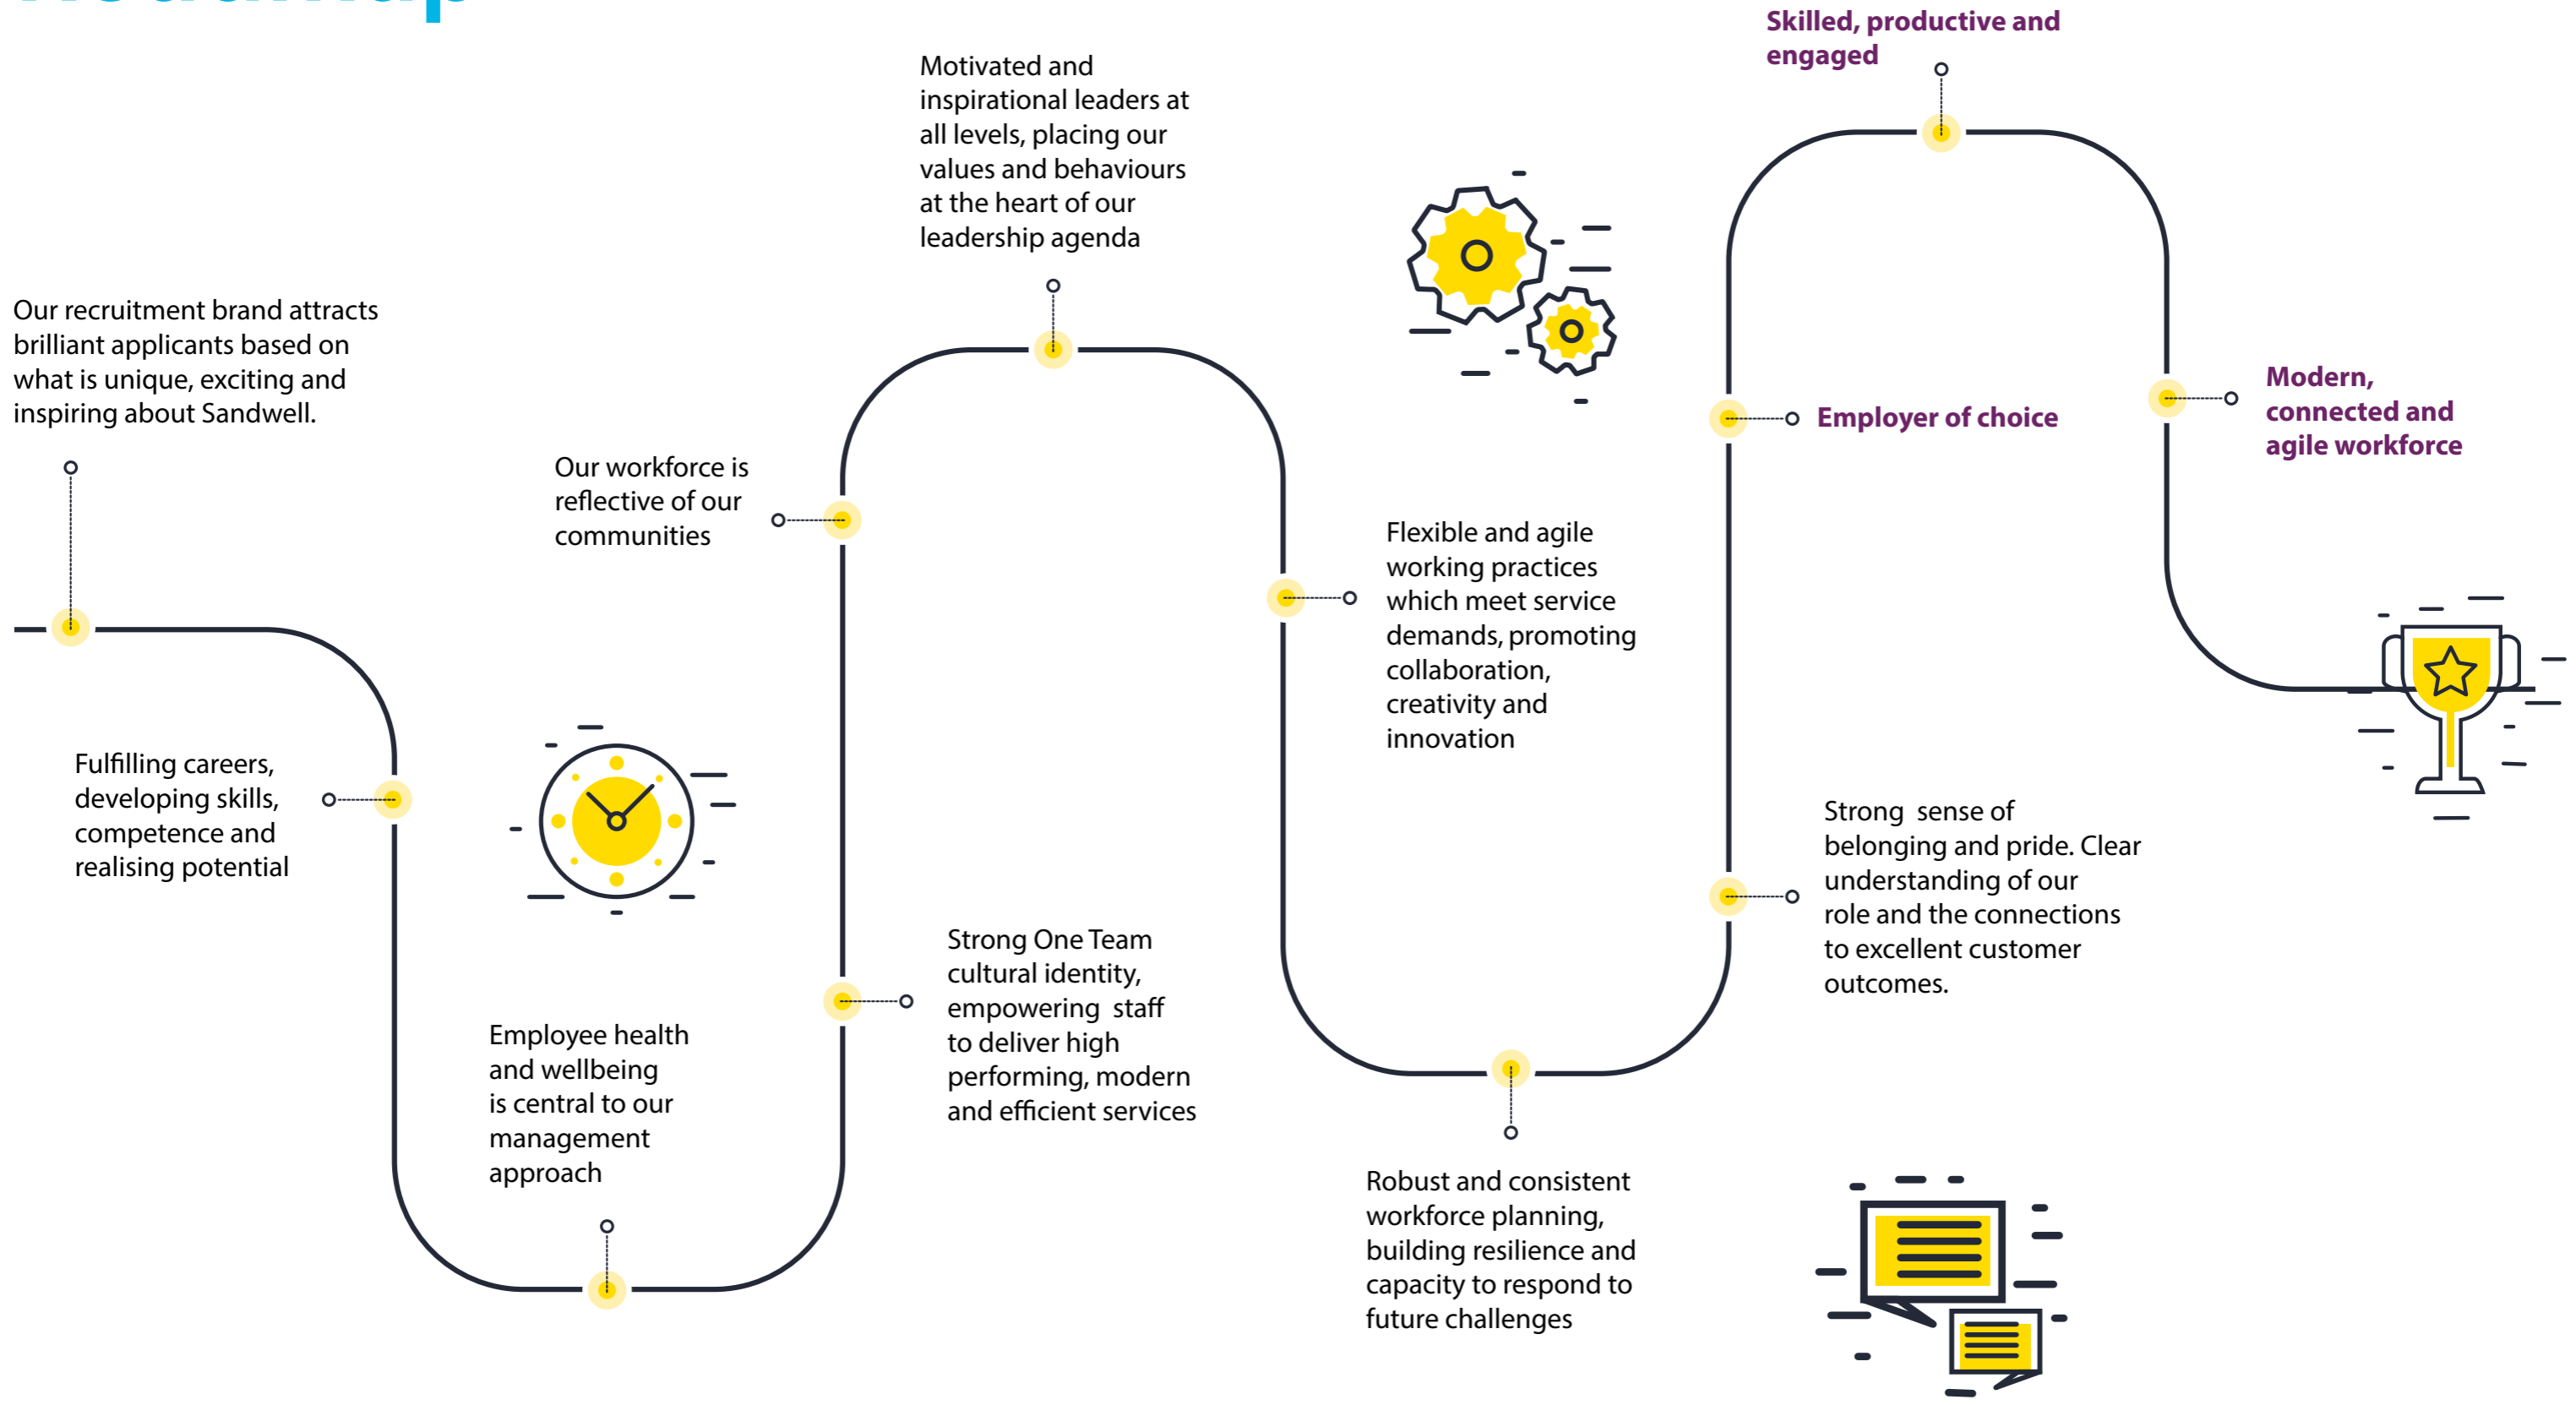 Roadmap
Our recruitment brand attracts
brilliant applicants based on
what is unique, exciting and
inspiring about Sandwell.
Fulfilling careers,
developing skills,
competence and
realising potential
Employee health
and wellbeing
is central to our
management
approach
Strong One Team
cultural identity,
empowering staff
to deliver high
performing, modern
and efficient services
Our workforce is
reflective of our
communities
Motivated and
inspirational leaders at
all levels, placing our
values and behaviours
at the heart of our
leadership agenda
Flexible and agile
working practices
which meet service
demands, promoting
collaboration,
creativity and
innovation
Robust and consistent
workforce planning,
building resilience and
capacity to respond to
future challenges
Strong sense of
belonging and pride. Clear
understanding of our
role and the connections
to excellent customer
outcomes.
Employer of choice
Skilled, productive and
engaged
Modern,
connected and
agile workforce